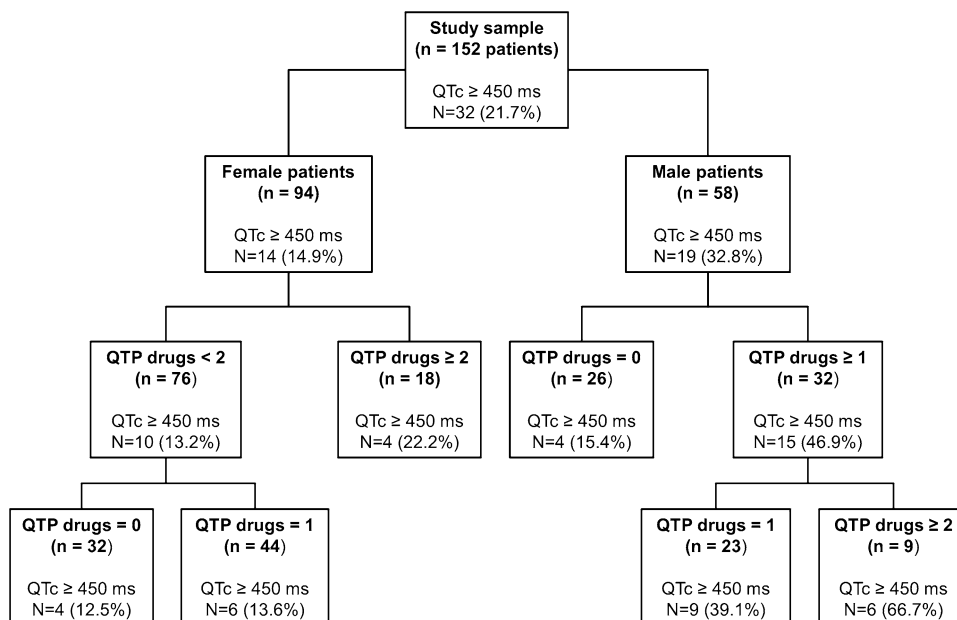 Study sample
(n = 152 patients)
QTc ≥ 450 ms
N=32 (21.7%)
Female patients
(n = 94)
QTc ≥ 450 ms
N=14 (14.9%)
Male patients
(n = 58)
QTc ≥ 450 ms
N=19 (32.8%)
QTP drugs < 2
(n = 76)
QTc ≥ 450 ms
N=10 (13.2%)
QTP drugs ≥ 2
(n = 18)
QTc ≥ 450 ms
N=4 (22.2%)
QTP drugs = 0
(n = 26)
QTc ≥ 450 ms
N=4 (15.4%)
QTP drugs ≥ 1
(n = 32)
QTc ≥ 450 ms
N=15 (46.9%)
QTP drugs = 0
(n = 32)
QTc ≥ 450 ms
N=4 (12.5%)
QTP drugs = 1
(n = 44)
QTc ≥ 450 ms
N=6 (13.6%)
QTP drugs = 1
(n = 23)
QTc ≥ 450 ms
N=9 (39.1%)
QTP drugs ≥ 2
(n = 9)
QTc ≥ 450 ms
N=6 (66.7%)